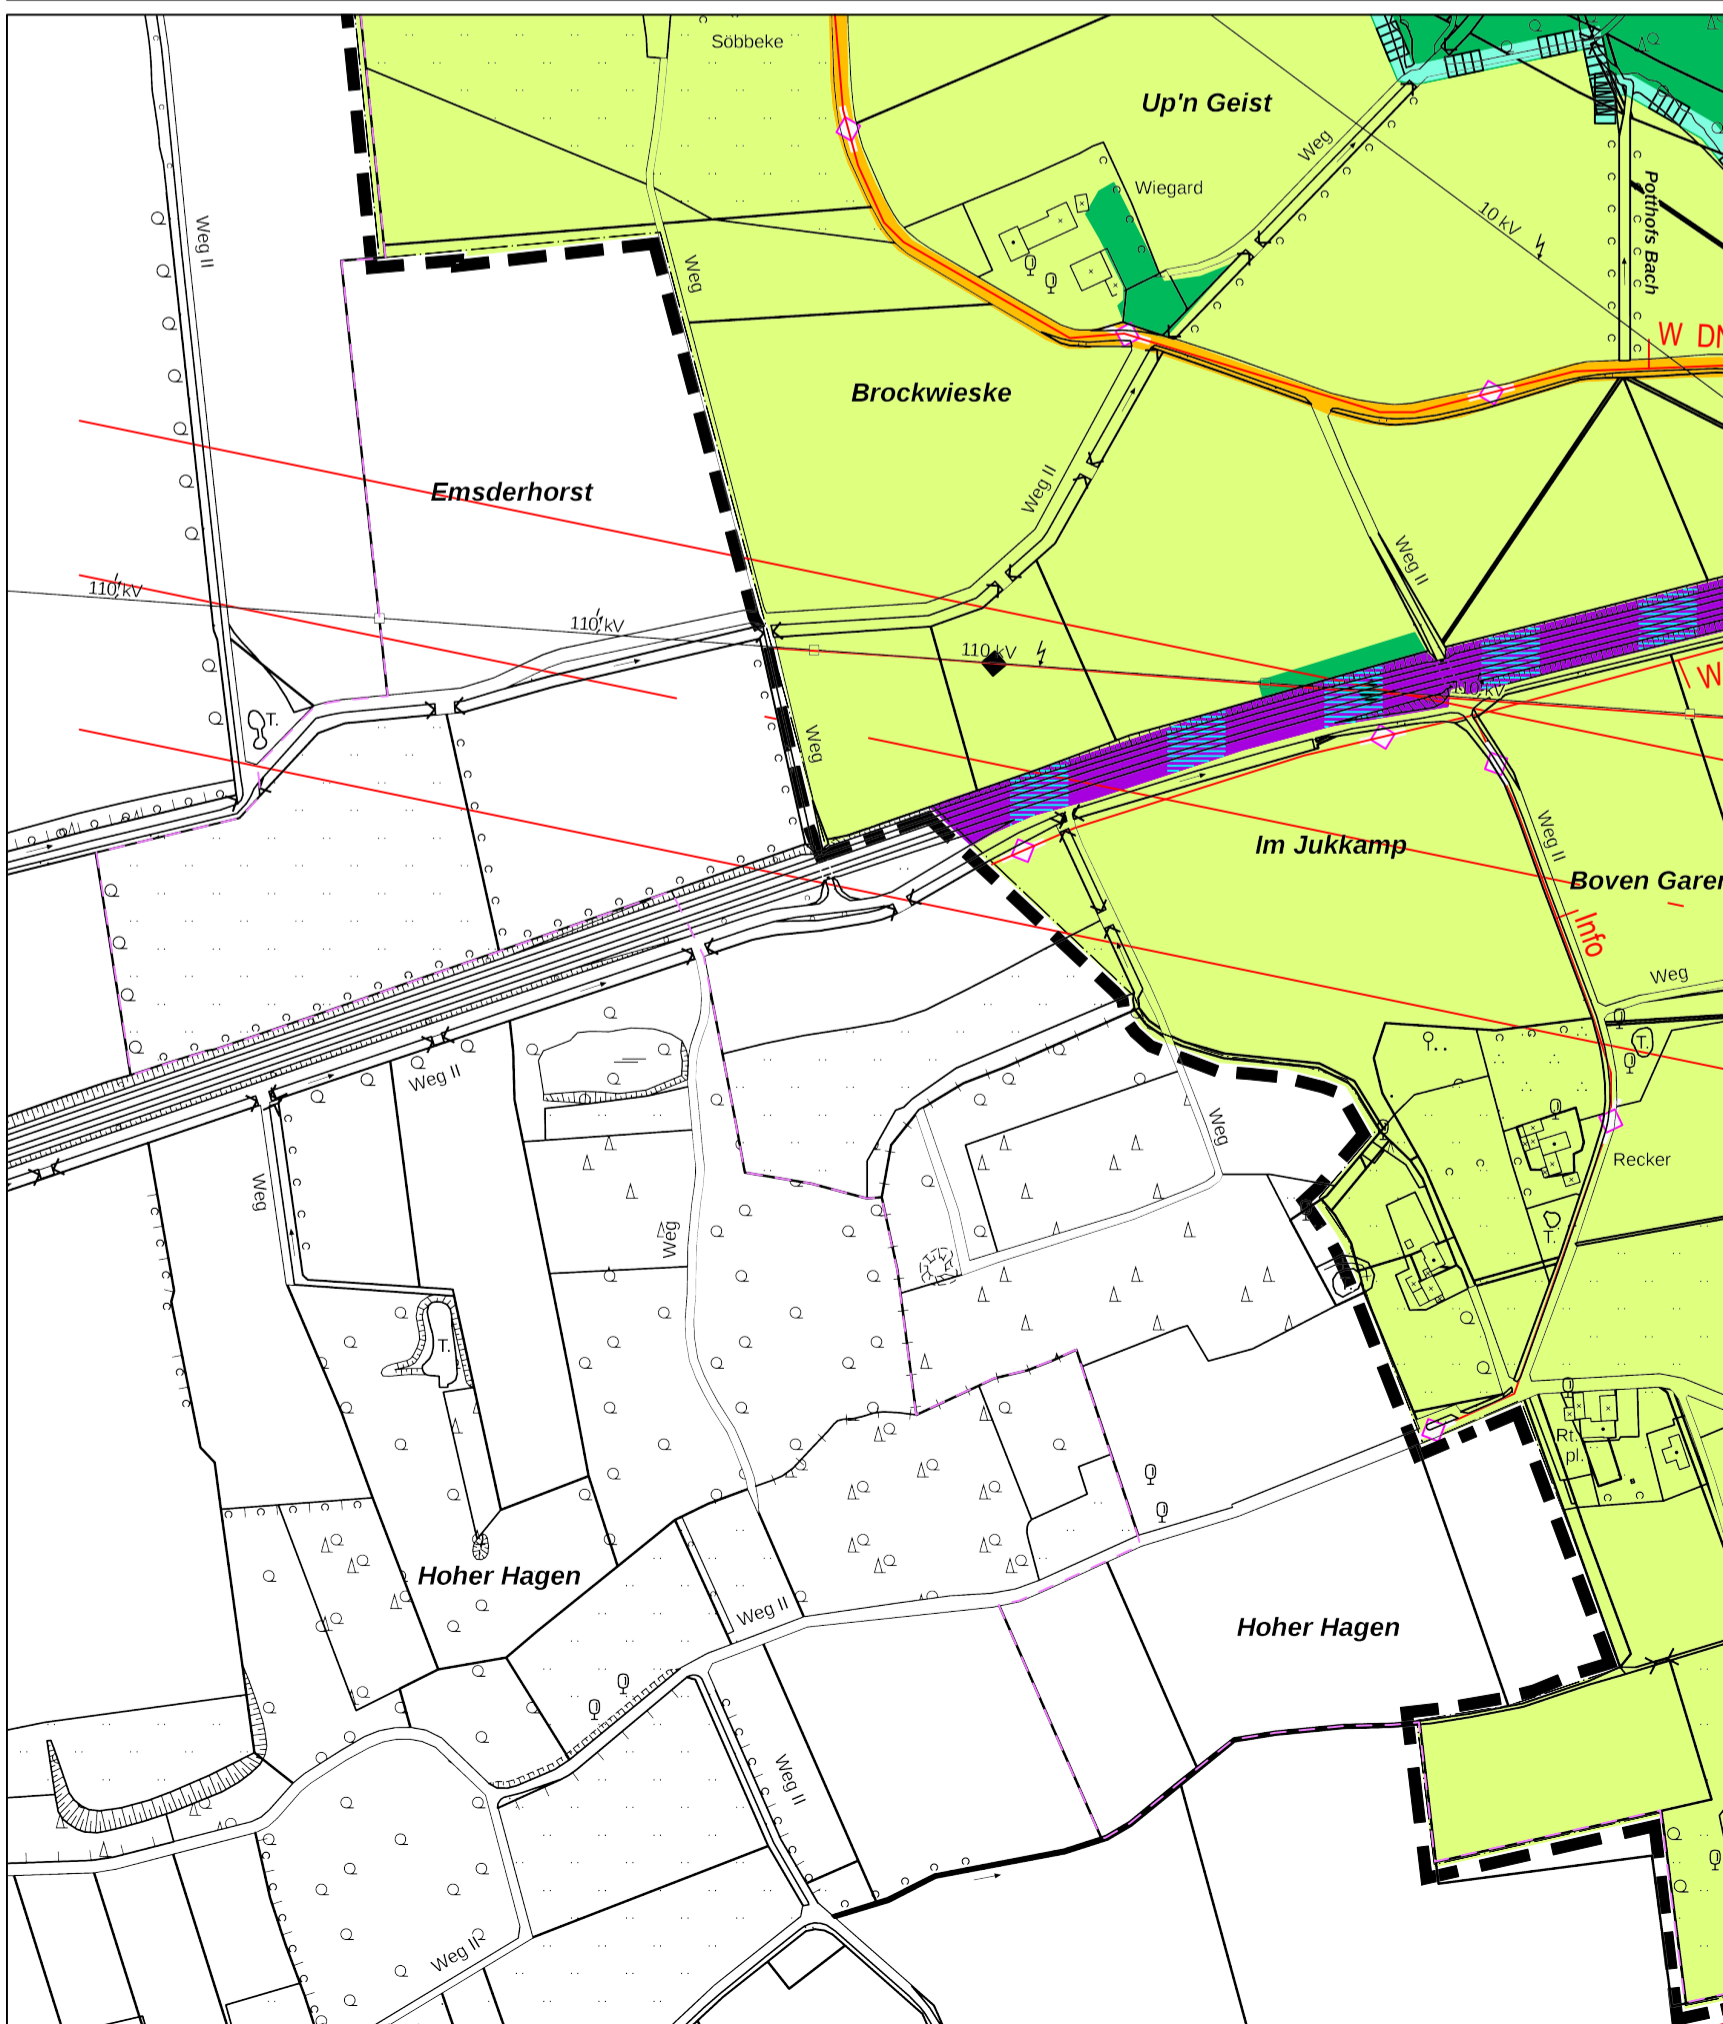 Söbbeke
Up'n Geist
Weg
Wiegard
Potthofs Bach
10 kV
Weg II
Weg
W DN
Brockwieske
Emsderhorst
Weg II
Weg II
110 kV
110 kV
110 kV
110 kV
W
T.
Weg
Weg II
Im Jukkamp
Boven Garen
Info
Weg
T.
Weg II
Weg
Recker
Weg
T.
Weg
T.
Rt.
pl.
Hoher Hagen
Weg II
Hoher Hagen
Weg II
Weg II